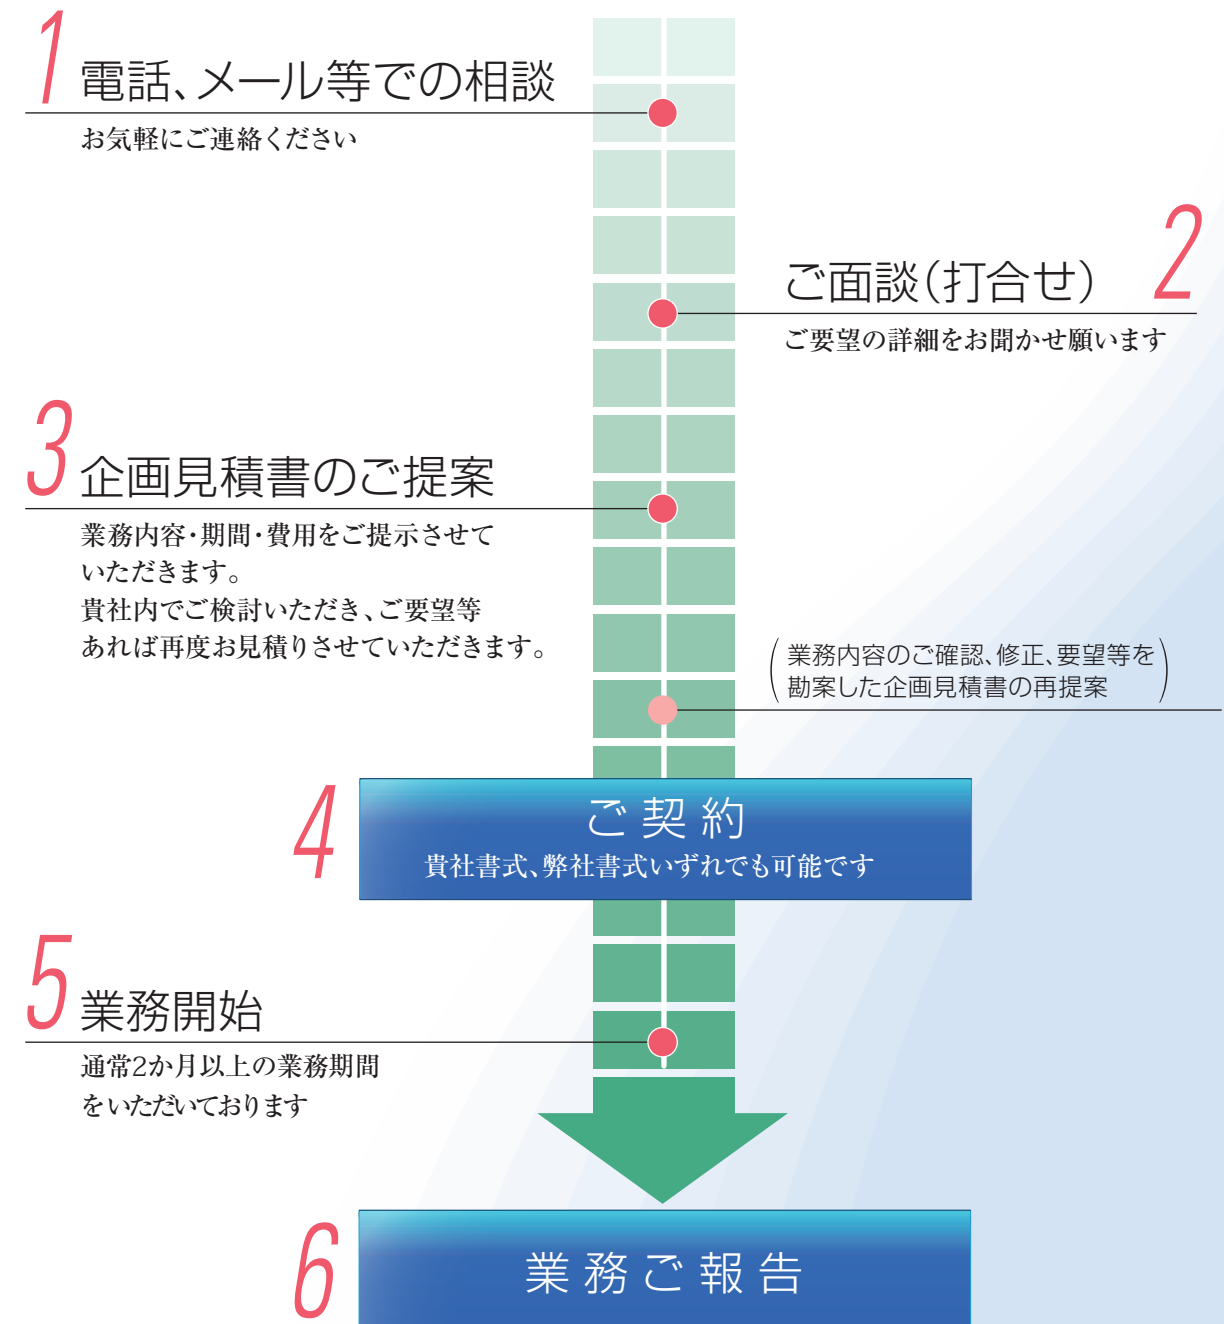 1
電話、メール等での相談
お気軽にご連絡ください
2
ご面談(打合せ)
ご要望の詳細をお聞かせ願います
3
企画見積書のご提案
業務内容・期間・費用をご提示させて
いただきます。
貴社内でご検討いただき、ご要望等
あれば再度お見積りさせていただきます。
(業務内容のご確認、修正、要望等を
勘案した企画見積書の再提案)
4
ご契約
貴社書式、弊社書式いずれでも可能です
5
業務開始
通常2か月以上の業務期間
をいただいております
6
業務ご報告